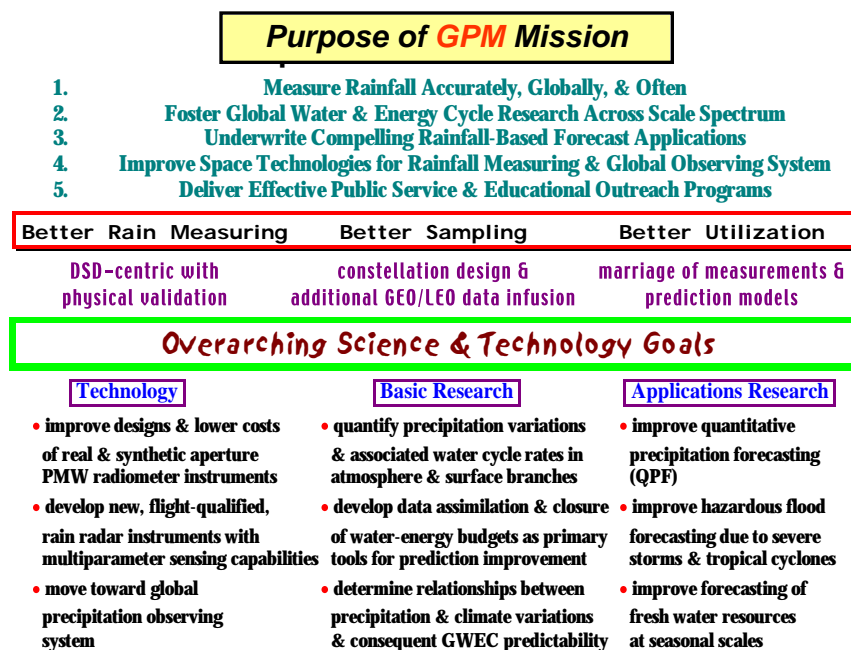 Purpose of GPM Mission
1. Measure Rainfall Accurately, Globally, & Often
2. Foster Global Water & Energy Cycle Research Across Scale Spectrum
3. Underwrite Compelling Rainfall-Based Forecast Applications
4. Improve Space Technologies for Rainfall Measuring & Global Observing System
5. Deliver Effective Public Service & Educational Outreach Programs
Better Rain Measuring Better Sampling Better Utilization
DSD-centric with
physical validation
constellation design &
additional GEO/LEO data infusion
marriage of measurements &
prediction models
Overarching Science & Technology Goals
Technology
• improve designs & lower costs
of real & synthetic aperture
PMW radiometer instruments
• develop new, flight-qualified,
rain radar instruments with
multiparameter sensing capabilities
• move toward global
precipitation observing
system
Basic Research
• quantify precipitation variations
& associated water cycle rates in
atmosphere & surface branches
• develop data assimilation & closure
of water-energy budgets as primary
tools for prediction improvement
• determine relationships between
precipitation & climate variations
& consequent GWEC predictability
Applications Research
• improve quantitative
precipitation forecasting
(QPF)
• improve hazardous flood
forecasting due to severe
storms & tropical cyclones
• improve forecasting of
fresh water resources
at seasonal scales